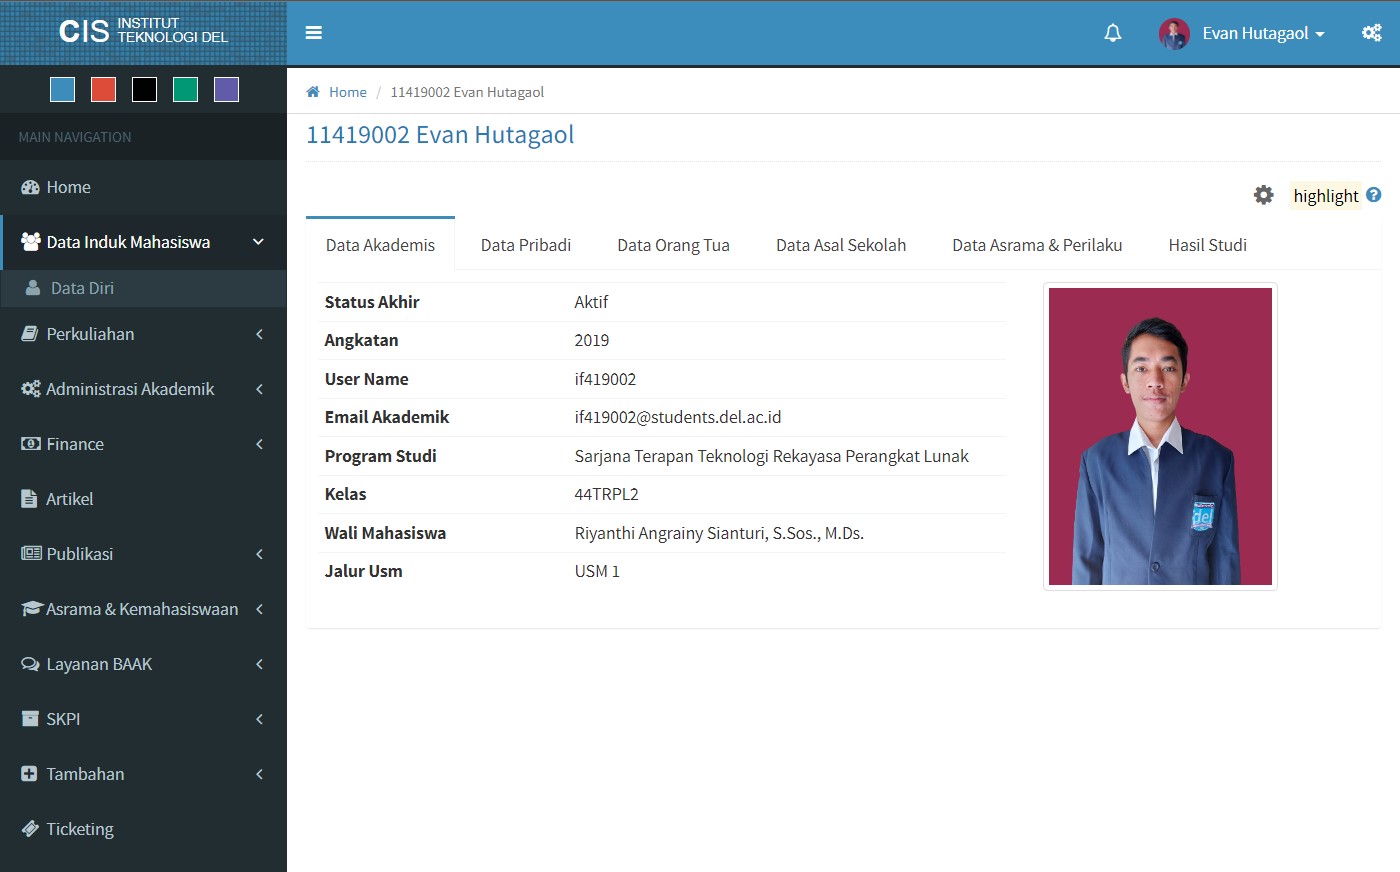 CIS INSTITUT
TEKNOLOGI DEL
Evan Hutagaol
MAIN NAVIGATION
Home
Data Induk Mahasiswa
Data Diri
Perkuliahan
Administrasi Akademik
Finance
Artikel
Publikasi
Asrama & Kemahasiswaan
Layanan BAAK
SKPI
Tambahan
Ticketing
Home / 11419002 Evan Hutagaol
11419002 Evan Hutagaol
highlight
Data Akademis Data Pribadi Data Orang Tua Data Asal Sekolah Data Asrama & Perilaku Hasil Studi
Status Akhir Aktif
Angkatan 2019
User Name if419002
Email Akademik if419002@students.del.ac.id
Program Studi Sarjana Terapan Teknologi Rekayasa Perangkat Lunak
Kelas 44TRPL2
Wali Mahasiswa Riyanthi Angrainy Sianturi, S.Sos., M.Ds.
Jalur Usm USM 1
del